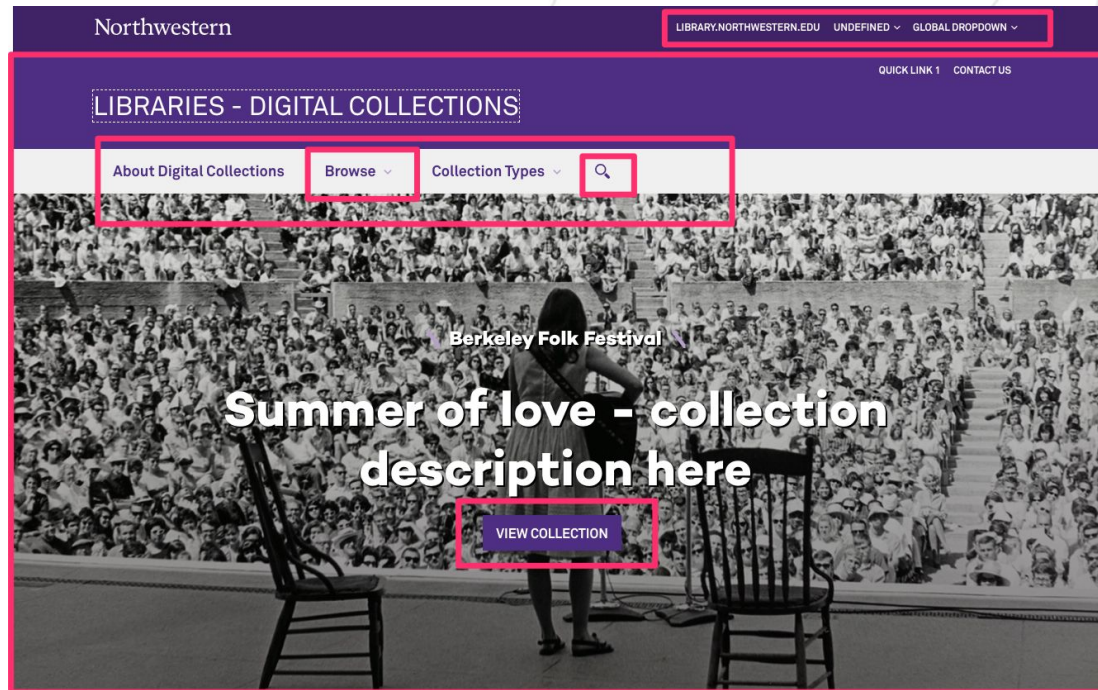 Northwestern
LIBRARY.NORTHWESTERN.EDU UNDEFINED GLOBAL DROPDOWN
QUICK LINK 1 CONTACT US
LIBRARIES - DIGITAL COLLECTIONS
About Digital Collections Browse Collection Types
Berkeley Folk Festival
Summer of love - collection
description here
VIEW COLLECTION